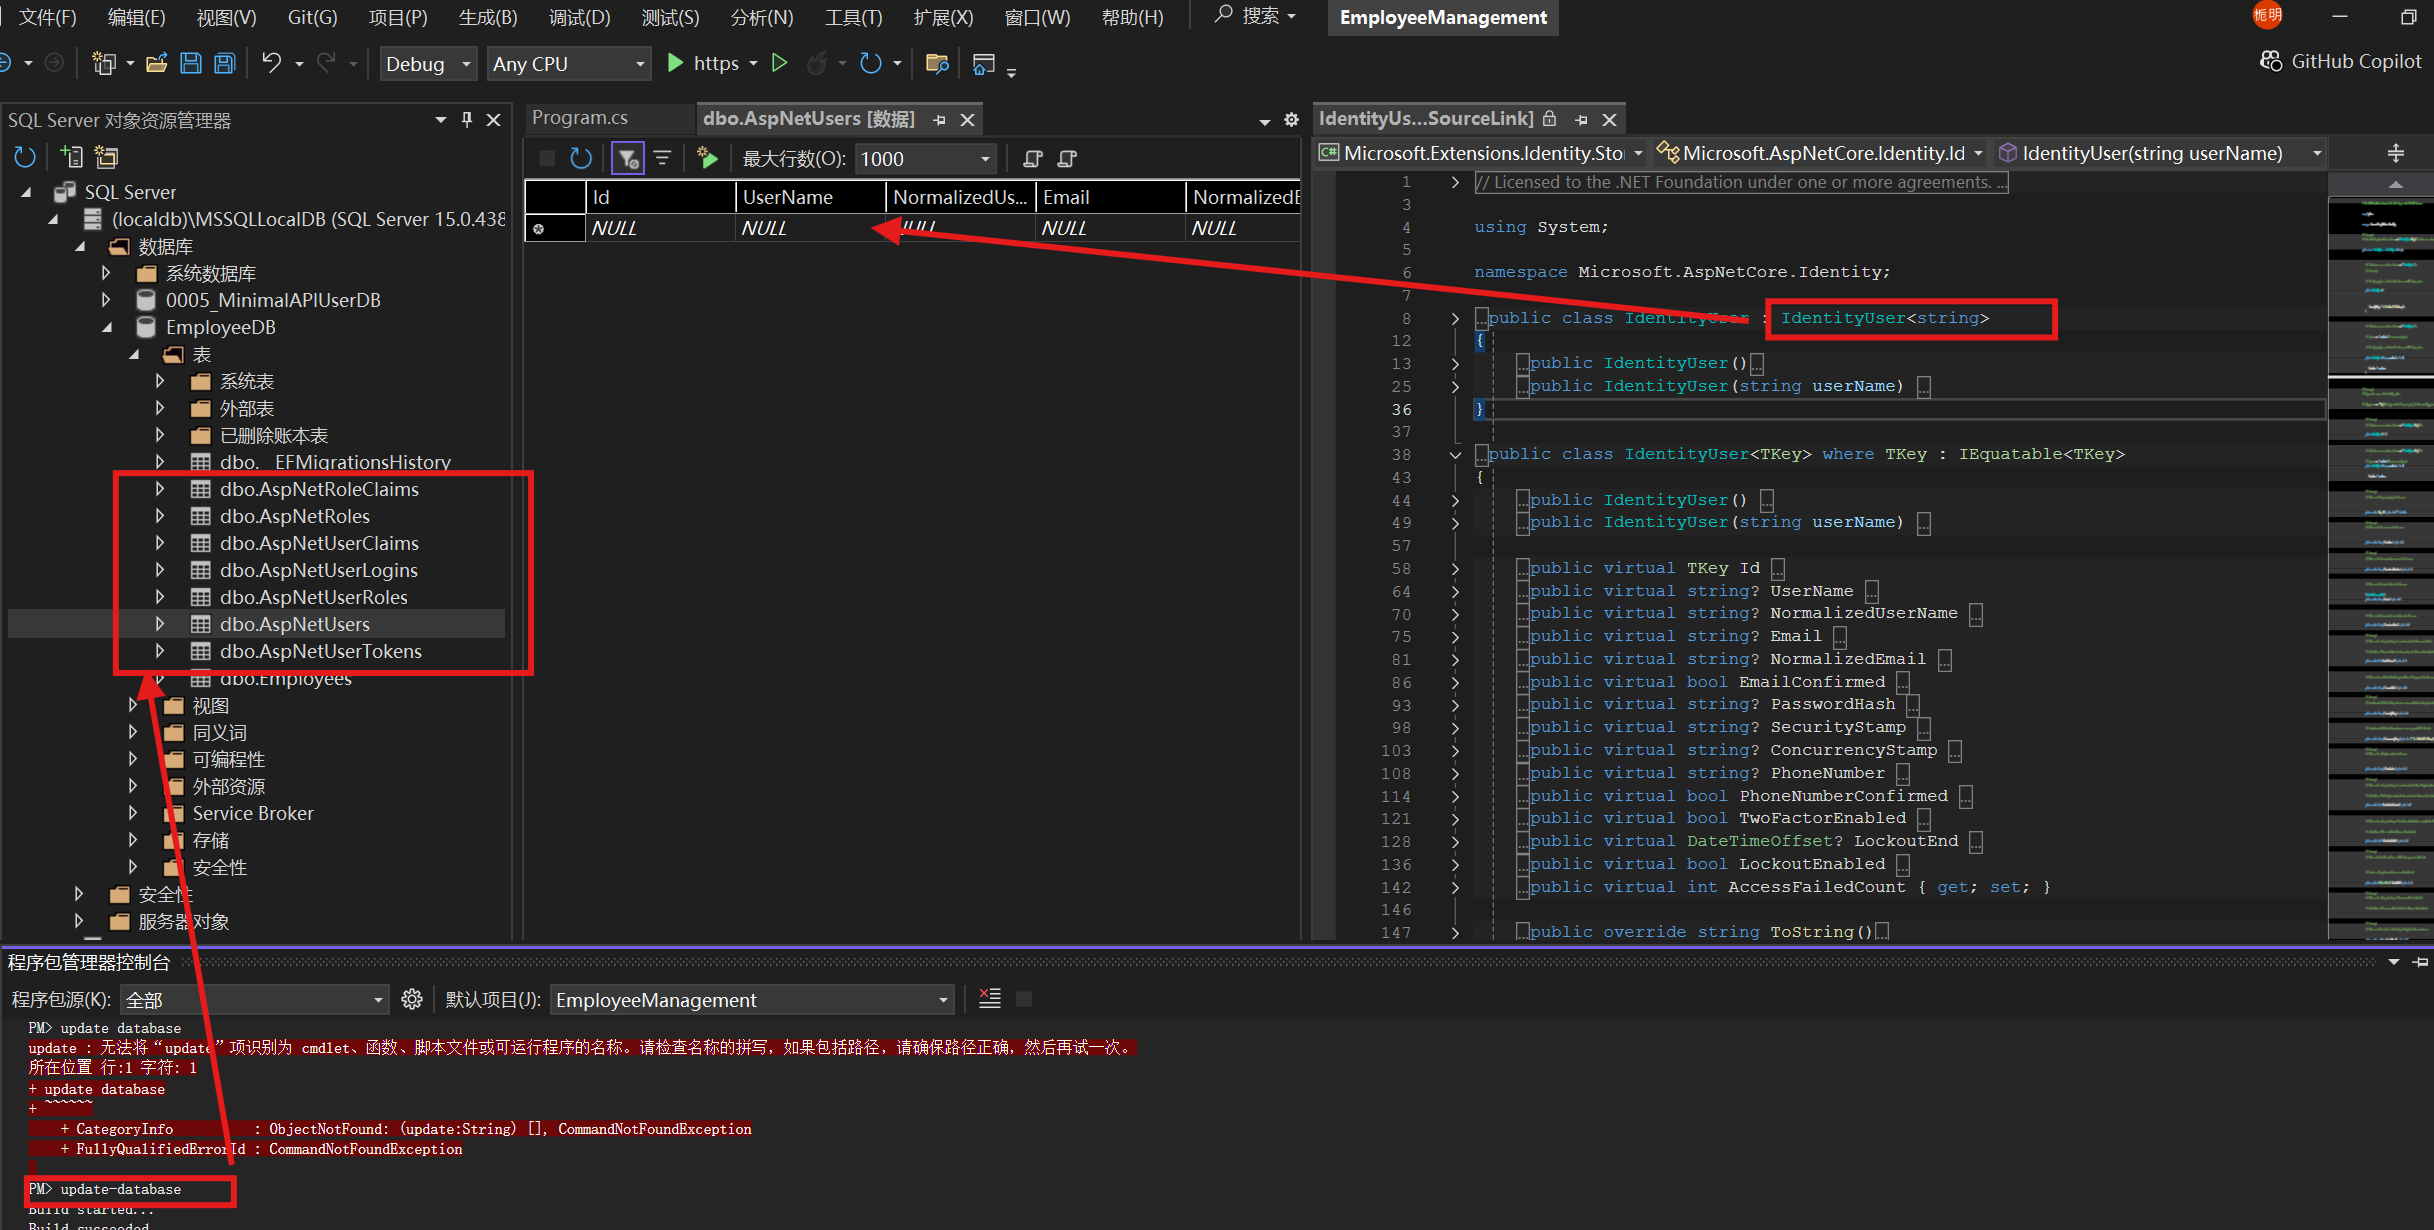 文件(F) 编辑(E) 视图(V) Git(G) 项目(P) 生成(B) 调试(D) 测试(S) 分析(N) 工具(T) 扩展(X) 窗口(W) 帮助(H) 搜索 EmployeeManagement 栀明
Debug Any CPU https GitHub Copilot
SQL Server 对象资源管理器
SQL Server
(localdb)\MSSQLLocalDB (SQL Server 15.0.438
数据库
系统数据库
0005_MinimalAPIUserDB
EmployeeDB
表
系统表
外部表
已删除账本表
dbo.__EFMigrationsHistory
dbo.AspNetRoleClaims
dbo.AspNetRoles
dbo.AspNetUserClaims
dbo.AspNetUserLogins
dbo.AspNetUserRoles
dbo.AspNetUsers
dbo.AspNetUserTokens
dbo.Employees
视图
同义词
可编程性
外部资源
Service Broker
存储
安全性
安全性
服务器对象
Program.cs dbo.AspNetUsers [数据]
最大行数(O): 1000
Id UserName NormalizedUs... Email NormalizedE
NULL NULL NULL NULL NULL
IdentityUs...SourceLink]
Microsoft.Extensions.Identity.Sto Microsoft.AspNetCore.Identity.Id IdentityUser(string userName)
1 // Licensed to the .NET Foundation under one or more agreements. ...
3
4 using System;
5
6 namespace Microsoft.AspNetCore.Identity;
7
8 ...public class IdentityUser : IdentityUser<string>
12 {
13 ...public IdentityUser()...
25 ...public IdentityUser(string userName) ...
36 }
37
38 ...public class IdentityUser<TKey> where TKey : IEquatable<TKey>
43 {
44 ...public IdentityUser() ...
49 ...public IdentityUser(string userName) ...
57
58 ...public virtual TKey Id ...
64 ...public virtual string? UserName ...
70 ...public virtual string? NormalizedUserName ...
75 ...public virtual string? Email ...
81 ...public virtual string? NormalizedEmail ...
86 ...public virtual bool EmailConfirmed ...
93 ...public virtual string? PasswordHash ...
98 ...public virtual string? SecurityStamp ...
103 ...public virtual string? ConcurrencyStamp ...
108 ...public virtual string? PhoneNumber ...
114 ...public virtual bool PhoneNumberConfirmed ...
121 ...public virtual bool TwoFactorEnabled ...
128 ...public virtual DateTimeOffset? LockoutEnd ...
136 ...public virtual bool LockoutEnabled ...
142 ...public virtual int AccessFailedCount { get; set; }
146
147 ...public override string ToString()...
程序包管理器控制台
程序包源(K): 全部 默认项目(J): EmployeeManagement
PM> update database
update : 无法将“update”项识别为 cmdlet、函数、脚本文件或可运行程序的名称。请检查名称的拼写，如果包括路径，请确保路径正确，然后再试一次。
所在位置 行:1 字符: 1
+ update database
+ ~~~~~~
+ CategoryInfo : ObjectNotFound: (update:String) [], CommandNotFoundException
+ FullyQualifiedErrorId : CommandNotFoundException
PM> update-database
Build started...
Build succeeded